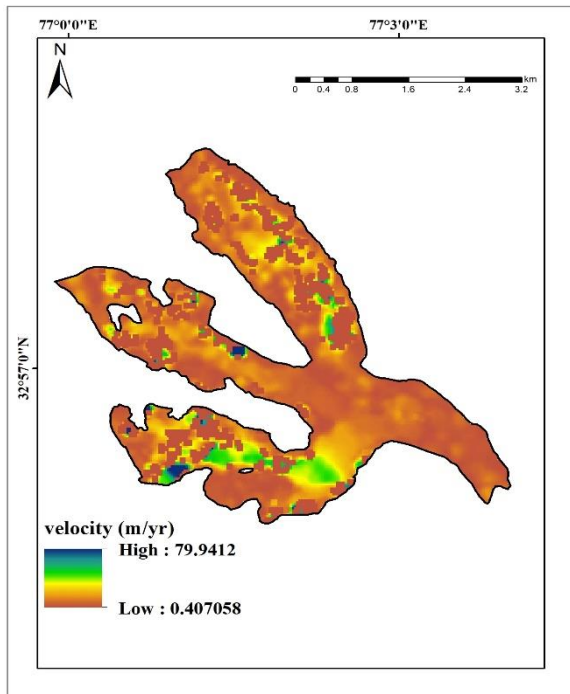 77°0'0"E 77°3'0"E
N
km
0 0.4 0.8 1.6 2.4 3.2
32°57'0"N
velocity (m/yr)
High : 79.9412
Low : 0.407058